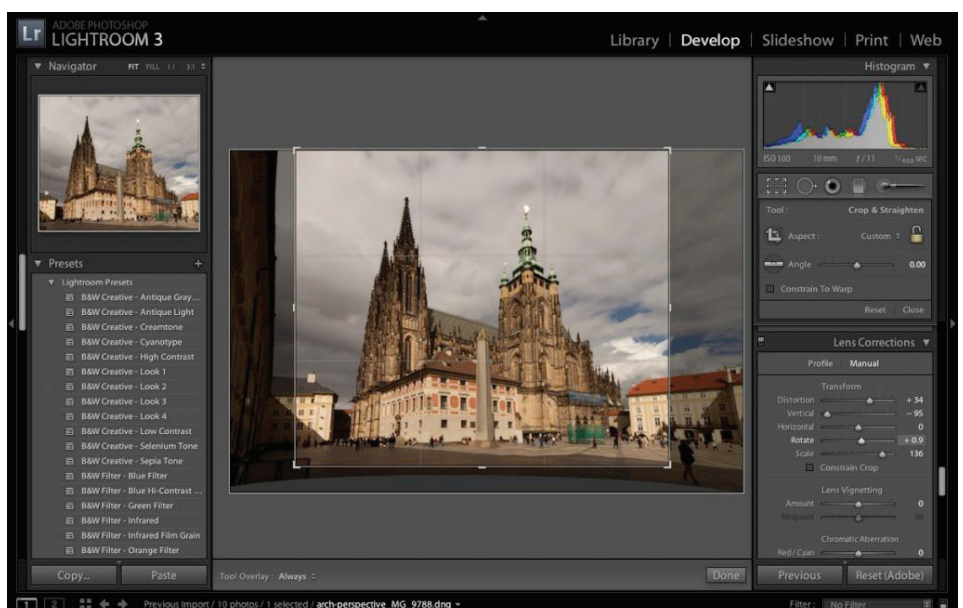 Lr ADOBE PHOTOSHOP
LIGHTROOM 3
Library | Develop | Slideshow | Print | Web
Navigator FIT FILL 1:1 3:1
Presets +
Lightroom Presets
B&W Creative - Antique Gray...
B&W Creative - Antique Light
B&W Creative - Creamtone
B&W Creative - Cyanotype
B&W Creative - High Contrast
B&W Creative - Look 1
B&W Creative - Look 2
B&W Creative - Look 3
B&W Creative - Look 4
B&W Creative - Low Contrast
B&W Creative - Selenium Tone
B&W Creative - Sepia Tone
B&W Filter - Blue Filter
B&W Filter - Blue Hi-Contrast ...
B&W Filter - Green Filter
B&W Filter - Infrared
B&W Filter - Infrared Film Grain
B&W Filter - Orange Filter
Copy... Paste
Tool Overlay : Always Done
Histogram
ISO 100 10 mm f / 11 sec
Tool : Crop & Straighten
Aspect : Custom
Angle 0.00
Constrain To Warp
Reset Close
Lens Corrections
Profile Manual
Transform
Distortion + 34
Vertical - 95
Horizontal 0
Rotate + 0.9
Scale 136
Constrain Crop
Lens Vignetting
Amount 0
Midpoint 50
Chromatic Aberration
Red / Cyan 0
Previous Reset (Adobe)
1 2 Previous Import / 10 photos / 1 selected / arch-perspective_MG_9788.dng Filter : No Filter